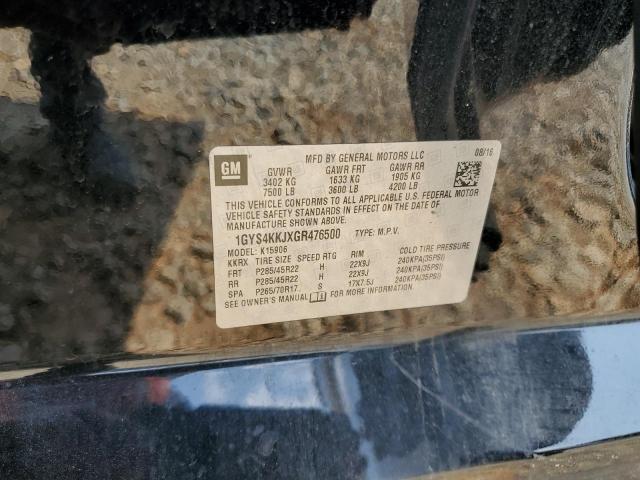 GM
MFD BY GENERAL MOTORS LLC 08/16
GVWR GAWR FRT GAWR RR
3402 KG 1633 KG 1905 KG
7500 LB 3600 LB 4200 LB
THIS VEHICLE CONFORMS TO ALL APPLICABLE U.S. FEDERAL MOTOR
VEHICLE SAFETY STANDARDS IN EFFECT ON THE DATE OF
MANUFACTURE SHOWN ABOVE.
1GYS4KKJXGR476500 TYPE: M.P.V.
MODEL: K15906
KKRX TIRE SIZE SPEED RTG RIM COLD TIRE PRESSURE
FRT P285/45R22 H 22X9J 240KPA(35PSI)
RR P285/45R22 H 22X9J 240KPA(35PSI)
SPA P265/70R17 S 17X7.5J 240KPA(35PSI)
SEE OWNER'S MANUAL